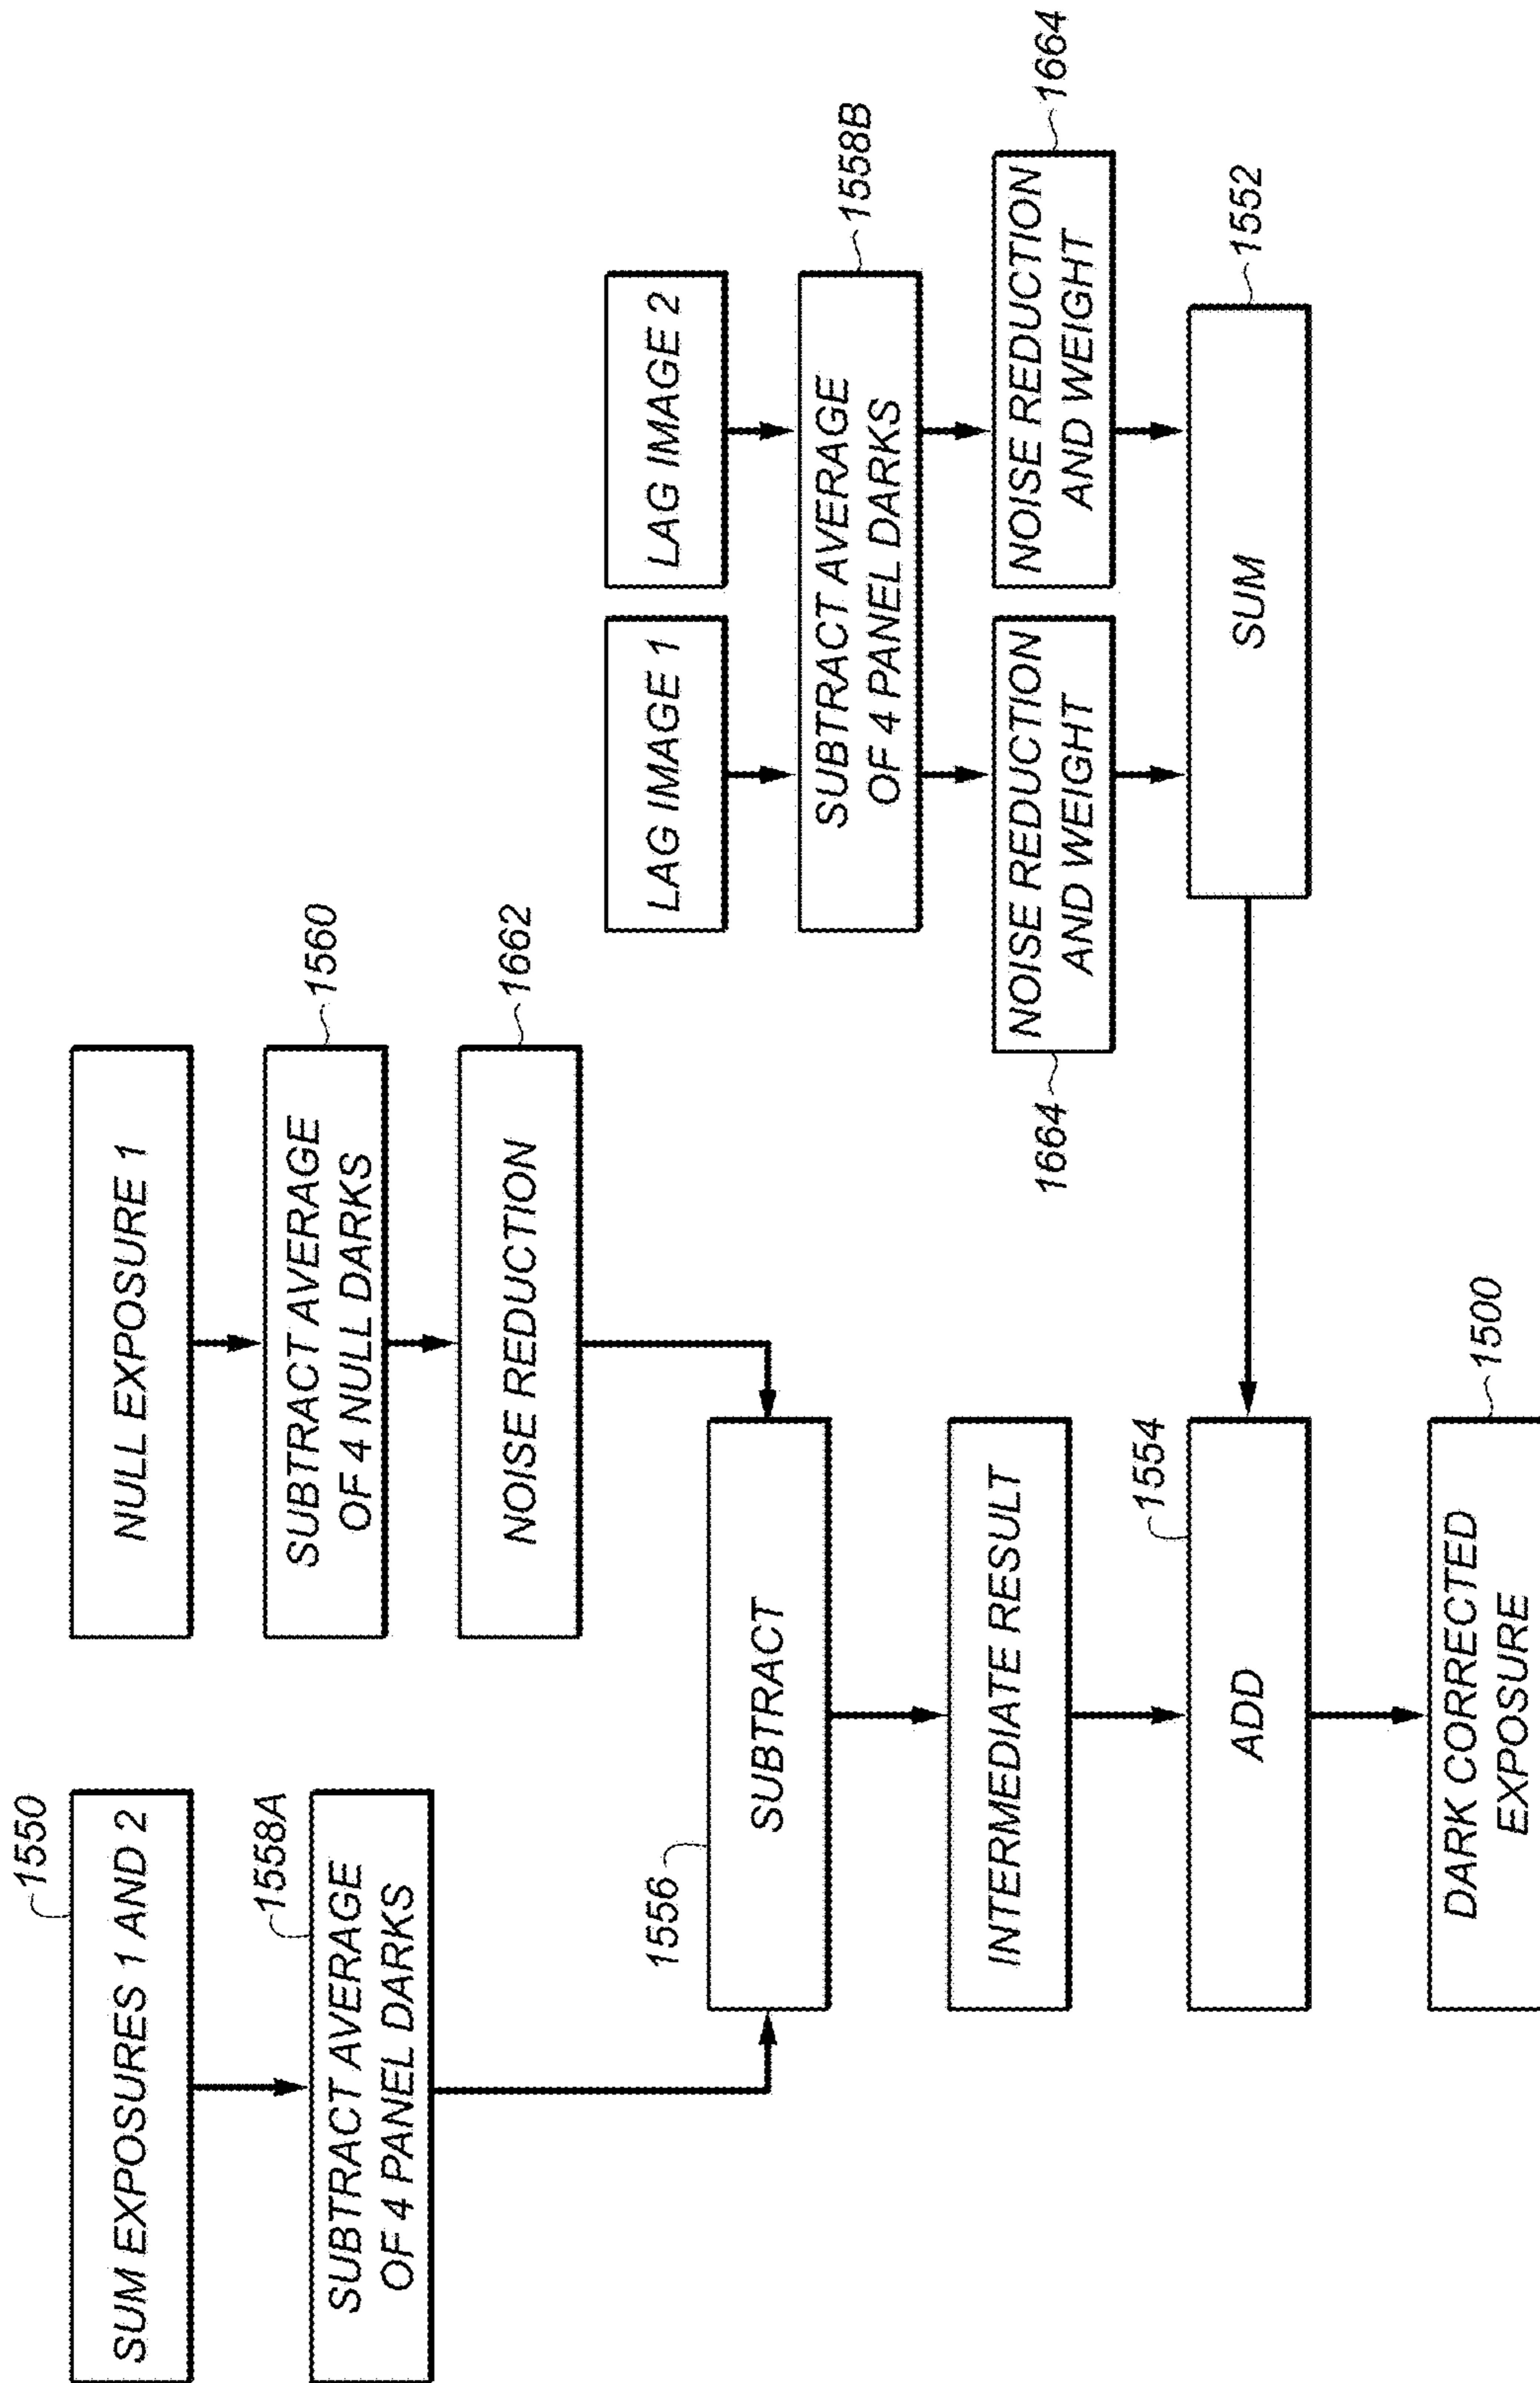 1550
SUM EXPOSURES 1 AND 2
1558A
SUBTRACT AVERAGE
OF 4 PANEL DARKS
NULL EXPOSURE 1
SUBTRACT AVERAGE
OF 4 NULL DARKS
1560
NOISE REDUCTION
1662
1556
SUBTRACT
INTERMEDIATE RESULT
LAG IMAGE 1
LAG IMAGE 2
SUBTRACT AVERAGE
OF 4 PANEL DARKS
1558B
1664
NOISE REDUCTION
AND WEIGHT
NOISE REDUCTION
AND WEIGHT
1664
SUM
1552
1554
ADD
DARK CORRECTED
EXPOSURE
1500